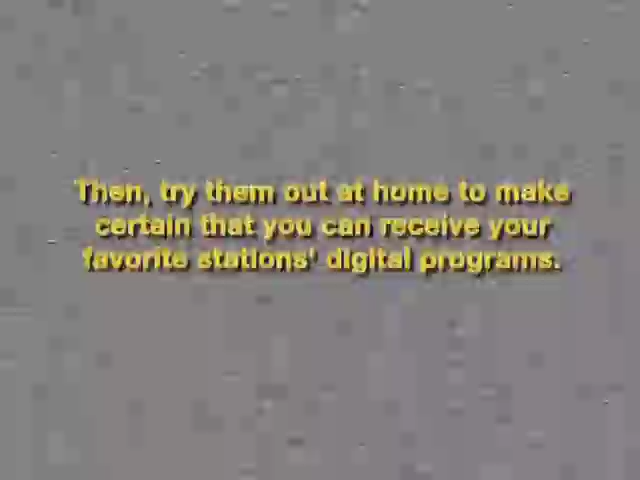 Then, try them out at home to make
certain that you can receive your
favorite stations' digital programs.